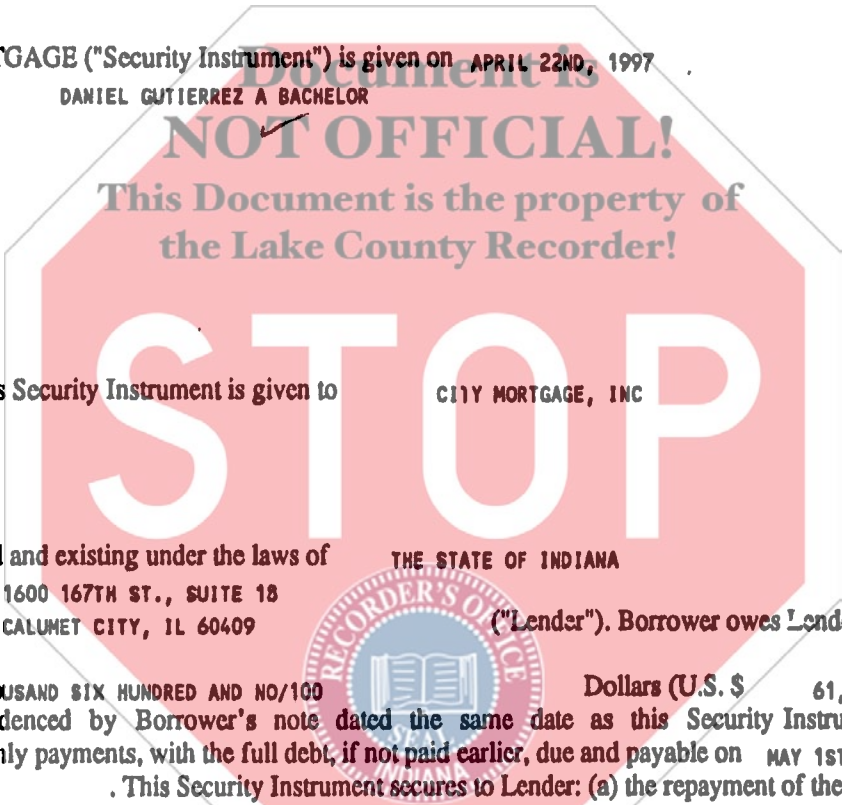 TGAGE ("Security Instrument") is given on APRIL 22ND, 1997
Document is
DANIEL GUTIERREZ A BACHELOR
NOT OFFICIAL!
This Document is the property of
the Lake County Recorder!
STOP
s Security Instrument is given to CITY MORTGAGE, INC
and existing under the laws of THE STATE OF INDIANA
1600 167TH ST., SUITE 18
CALUMET CITY, IL 60409 ("Lender"). Borrower owes Lend
RECORDER'S OFFICE
SEAL
INDIANA
USAND SIX HUNDRED AND NO/100 Dollars (U.S. $ 61,
denced by Borrower's note dated the same date as this Security Instru
ly payments, with the full debt, if not paid earlier, due and payable on MAY 1ST
. This Security Instrument secures to Lender: (a) the repayment of the